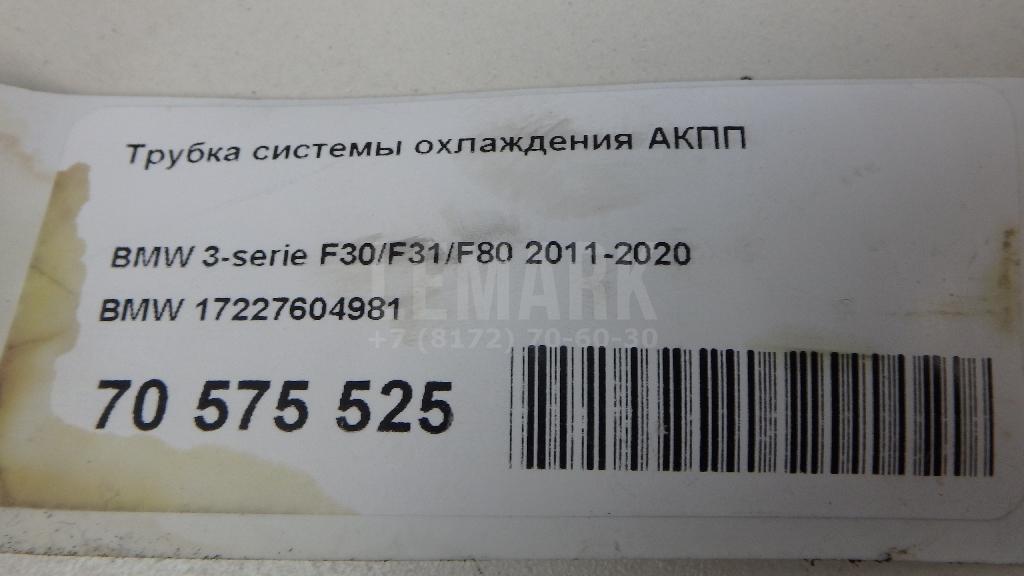 Трубка системы охлаждения АКПП
BMW 3-serie F30/F31/F80 2011-2020
BMW 17227604981
TEMARK
+7 (8172) 70-60-30
70 575 525